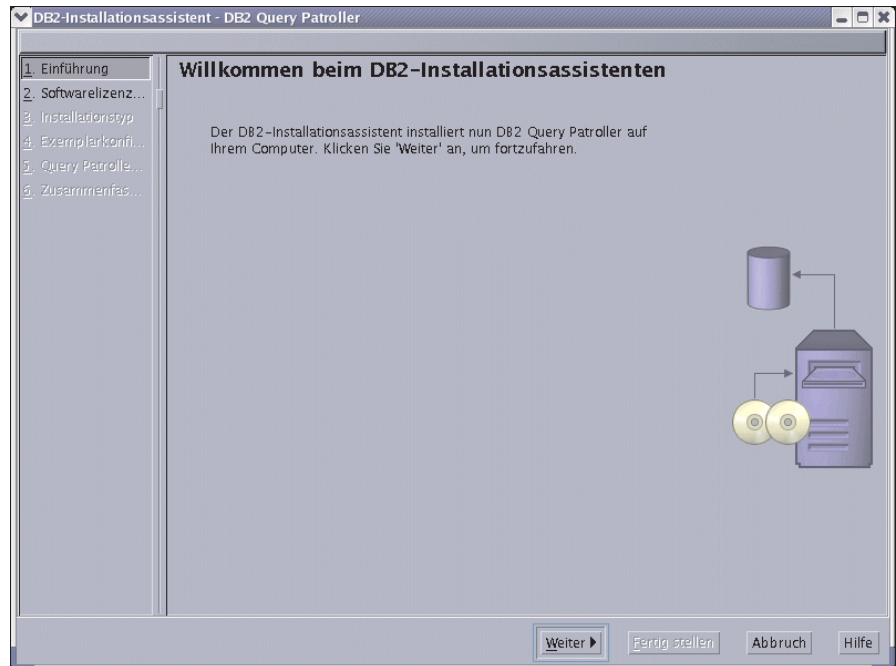 DB2-Installationsassistent - DB2 Query Patroller
1. Einführung
2. Softwarelizenz...
3. Installationstyp
4. Exemplarkonfi...
5. Query Patrolle...
6. Zusammenfas...
Willkommen beim DB2-Installationsassistenten
Der DB2-Installationsassistent installiert nun DB2 Query Patroller auf
Ihrem Computer. Klicken Sie 'Weiter' an, um fortzufahren.
Weiter
Fertig stellen
Abbruch
Hilfe